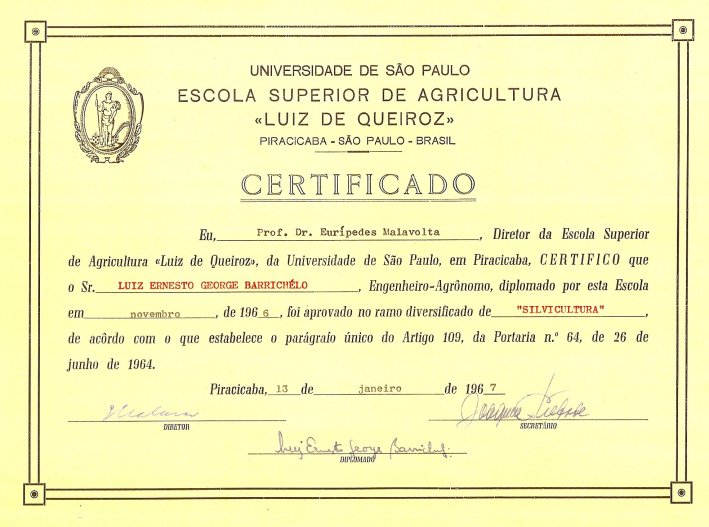 UNIVERSIDADE DE SÃO PAULO
ESCOLA SUPERIOR DE AGRICULTURA
«LUIZ DE QUEIROZ»
PIRACICABA - SÃO PAULO - BRASIL
CERTIFICADO
Eu, Prof. Dr. Eurípedes Malavolta, Diretor da Escola Superior
de Agricultura «Luiz de Queiroz», da Universidade de São Paulo, em Piracicaba, CERTIFICO que
o Sr. LUIZ ERNESTO GEORGE BARRICHÉLO, Engenheiro-Agrônomo, diplomado por esta Escola
em novembro, de 1966, foi aprovado no ramo diversificado de "SILVICULTURA",
de acôrdo com o que estabelece o parágraio único do Artigo 109, da Portaria n.º 64, de 26 de
junho de 1964.
Piracicaba, 13 de janeiro de 1967
DIRETOR
SECRETÁRIO
Luiz Ernesto George Barrichelo
DIPLOMADO